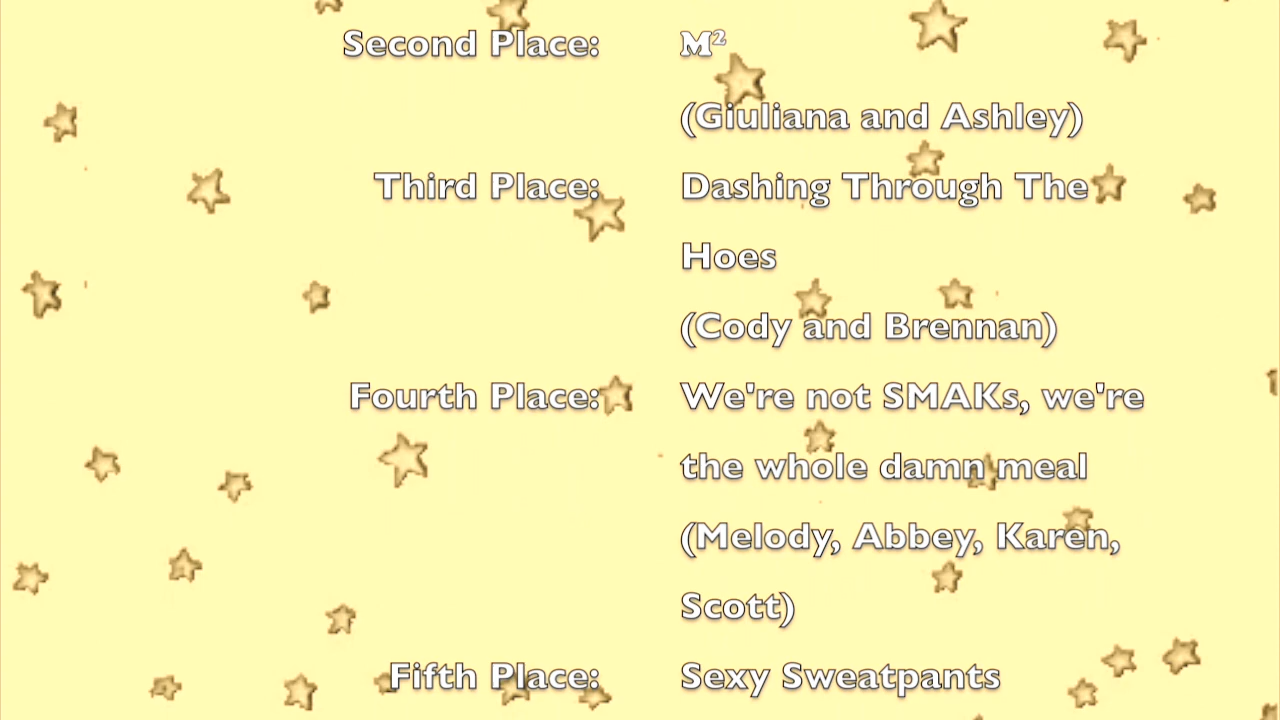 Second Place: M²
(Giuliana and Ashley)
Third Place: Dashing Through The
Hoes
(Cody and Brennan)
Fourth Place: We're not SMAKs, we're
the whole damn meal
(Melody, Abbey, Karen,
Scott)
Fifth Place: Sexy Sweatpants